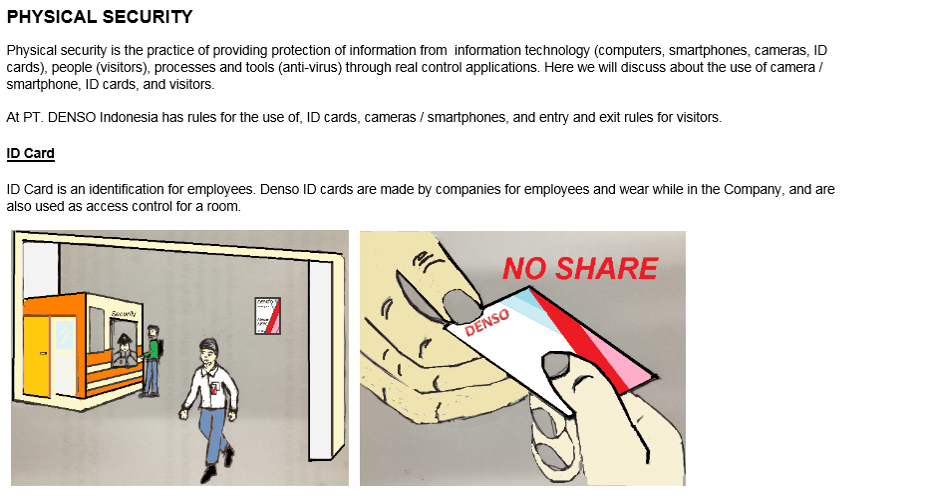 PHYSICAL SECURITY
Physical security is the practice of providing protection of information from information technology (computers, smartphones, cameras, ID
cards), people (visitors), processes and tools (anti-virus) through real control applications. Here we will discuss about the use of camera /
smartphone, ID cards, and visitors.
At PT. DENSO Indonesia has rules for the use of, ID cards, cameras / smartphones, and entry and exit rules for visitors.
ID Card
ID Card is an identification for employees. Denso ID cards are made by companies for employees and wear while in the Company, and are
also used as access control for a room.
Security
NO SHARE
DENSO